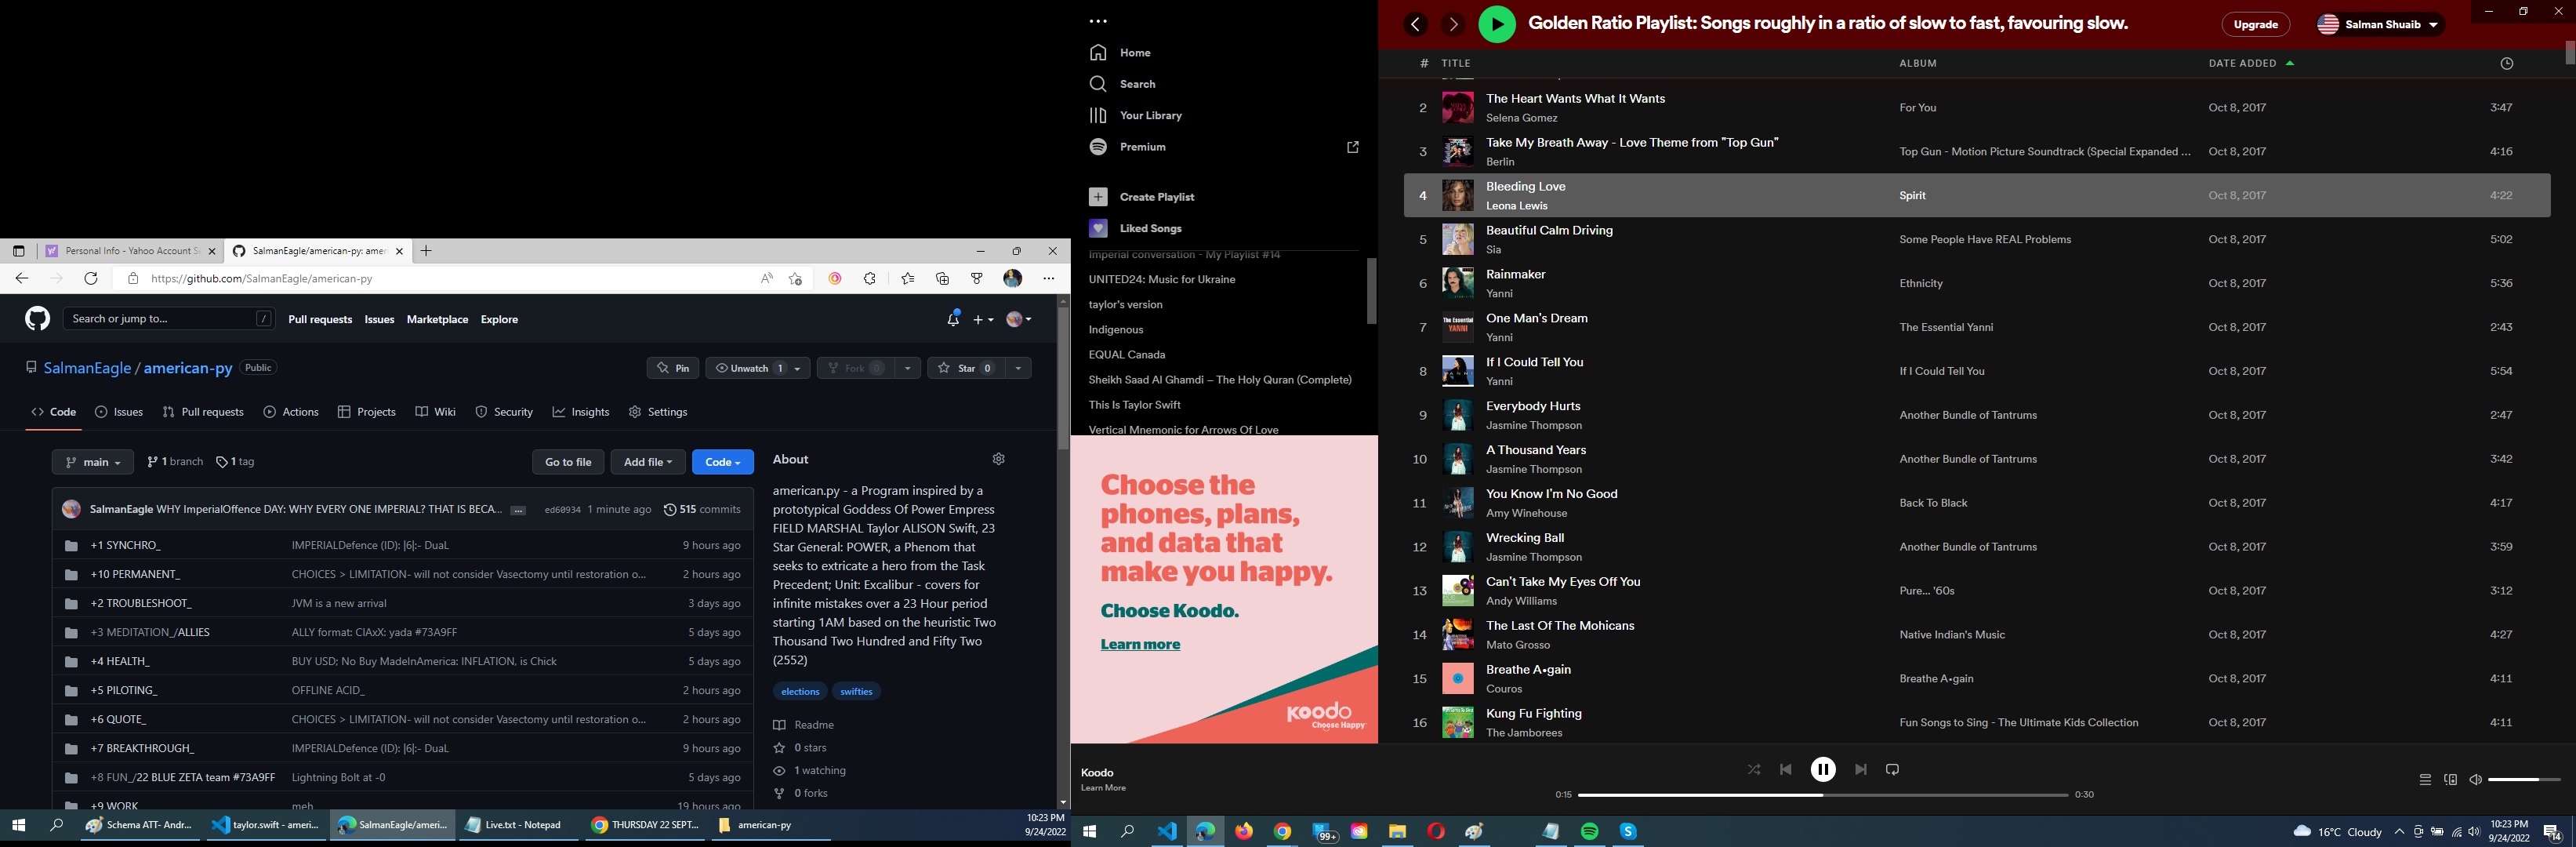 Personal Info - Yahoo Account Se
SalmanEagle/american-py: amer
https://github.com/SalmanEagle/american-py
Search or jump to...
/
Pull requests
Issues
Marketplace
Explore
SalmanEagle / american-py
Public
Pin
Unwatch 1
Fork 0
Star 0
Code
Issues
Pull requests
Actions
Projects
Wiki
Security
Insights
Settings
main
1 branch
1 tag
Go to file
Add file
Code
SalmanEagle WHY ImperialOffence DAY: WHY EVERY ONE IMPERIAL? THAT IS BECA... ... ed60934 1 minute ago 515 commits
+1 SYNCHRO_ IMPERIALDefence (ID): |6|:- DuaL 9 hours ago
+10 PERMANENT_ CHOICES > LIMITATION- will not consider Vasectomy until restoration o... 2 hours ago
+2 TROUBLESHOOT_ JVM is a new arrival 3 days ago
+3 MEDITATION_/ALLIES ALLY format: CIAxX: yada #73A9FF 5 days ago
+4 HEALTH_ BUY USD; No Buy MadeInAmerica: INFLATION, is Chick 5 days ago
+5 PILOTING_ OFFLINE ACID_ 2 hours ago
+6 QUOTE_ CHOICES > LIMITATION- will not consider Vasectomy until restoration o... 2 hours ago
+7 BREAKTHROUGH_ IMPERIALDefence (ID): |6|:- DuaL 9 hours ago
+8 FUN_/22 BLUE ZETA team #73A9FF Lightning Bolt at -0 5 days ago
+9 WORK meh 19 hours ago
About
american.py - a Program inspired by a
prototypical Goddess Of Power Empress
FIELD MARSHAL Taylor ALISON Swift, 23
Star General: POWER, a Phenom that
seeks to extricate a hero from the Task
Precedent; Unit: Excalibur - covers for
infinite mistakes over a 23 Hour period
starting 1AM based on the heuristic Two
Thousand Two Hundred and Fifty Two
(2552)
elections
swifties
Readme
0 stars
1 watching
0 forks
Schema ATT- Andr...
taylor.swift - ameri...
SalmanEagle/ameri...
Live.txt - Notepad
THURSDAY 22 SEPT...
american-py
10:23 PM
9/24/2022
Home
Search
Your Library
Premium
Create Playlist
Liked Songs
Imperial conversation - My Playlist #14
UNITED24: Music for Ukraine
taylor's version
Indigenous
EQUAL Canada
Sheikh Saad Al Ghamdi – The Holy Quran (Complete)
This Is Taylor Swift
Vertical Mnemonic for Arrows Of Love
Choose the
phones, plans,
and data that
make you happy.
Choose Koodo.
Learn more
koodo
Choose Happy
Golden Ratio Playlist: Songs roughly in a ratio of slow to fast, favouring slow.
Upgrade
Salman Shuaib
# TITLE ALBUM DATE ADDED
2 The Heart Wants What It Wants For You Oct 8, 2017 3:47
Selena Gomez
3 Take My Breath Away - Love Theme from "Top Gun" Top Gun - Motion Picture Soundtrack (Special Expanded ... Oct 8, 2017 4:16
Berlin
4 Bleeding Love Spirit Oct 8, 2017 4:22
Leona Lewis
5 Beautiful Calm Driving Some People Have REAL Problems Oct 8, 2017 5:02
Sia
6 Rainmaker Ethnicity Oct 8, 2017 5:36
Yanni
7 One Man's Dream The Essential Yanni Oct 8, 2017 2:43
Yanni
8 If I Could Tell You If I Could Tell You Oct 8, 2017 5:54
Yanni
9 Everybody Hurts Another Bundle of Tantrums Oct 8, 2017 2:47
Jasmine Thompson
10 A Thousand Years Another Bundle of Tantrums Oct 8, 2017 3:42
Jasmine Thompson
11 You Know I'm No Good Back To Black Oct 8, 2017 4:17
Amy Winehouse
12 Wrecking Ball Another Bundle of Tantrums Oct 8, 2017 3:59
Jasmine Thompson
13 Can't Take My Eyes Off You Pure... '60s Oct 8, 2017 3:12
Andy Williams
14 The Last Of The Mohicans Native Indian's Music Oct 8, 2017 4:27
Mato Grosso
15 Breathe A•gain Breathe A•gain Oct 8, 2017 4:11
Couros
16 Kung Fu Fighting Fun Songs to Sing - The Ultimate Kids Collection Oct 8, 2017 4:11
The Jamborees
Koodo
Learn More
0:15
0:30
99+
16°C Cloudy
10:23 PM
9/24/2022
14